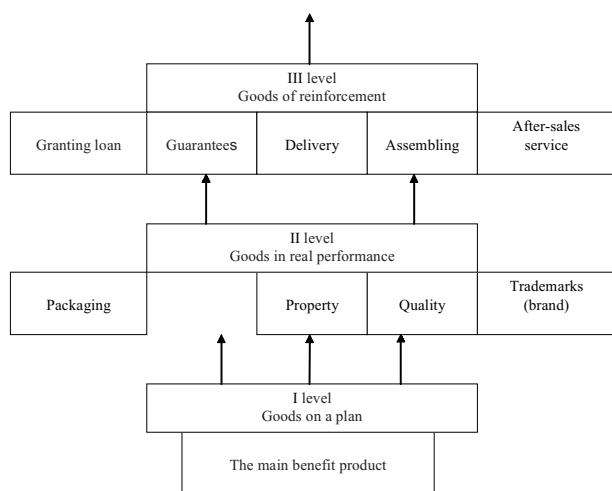 III level
Goods of reinforcement
Granting loan
Guarantees
Delivery
Assembling
After-sales
service
II level
Goods in real performance
Packaging
Property
Quality
Trademarks
(brand)
I level
Goods on a plan
The main benefit product